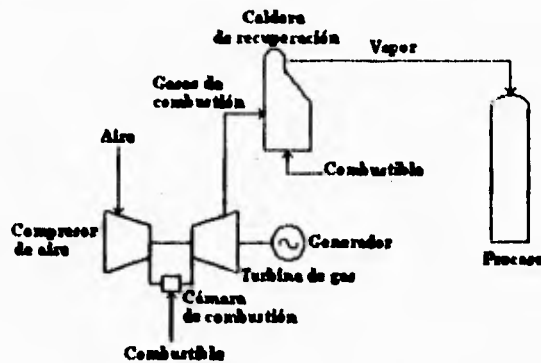 Caldera
de recuperación
Vapor
Gases de
combustión
Aire
Combustible
Compresor
de aire
Generador
Proceso
Turbina de gas
Cámara
de combustión
Combustible